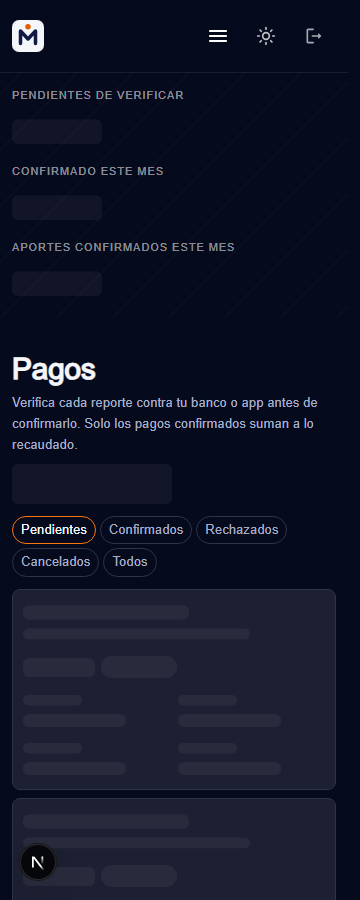 PENDIENTES DE VERIFICAR
CONFIRMADO ESTE MES
APORTES CONFIRMADOS ESTE MES
Pagos
Verifica cada reporte contra tu banco o app antes de
confirmarlo. Solo los pagos confirmados suman a lo
recaudado.
Pendientes Confirmados Rechazados
Cancelados Todos
N